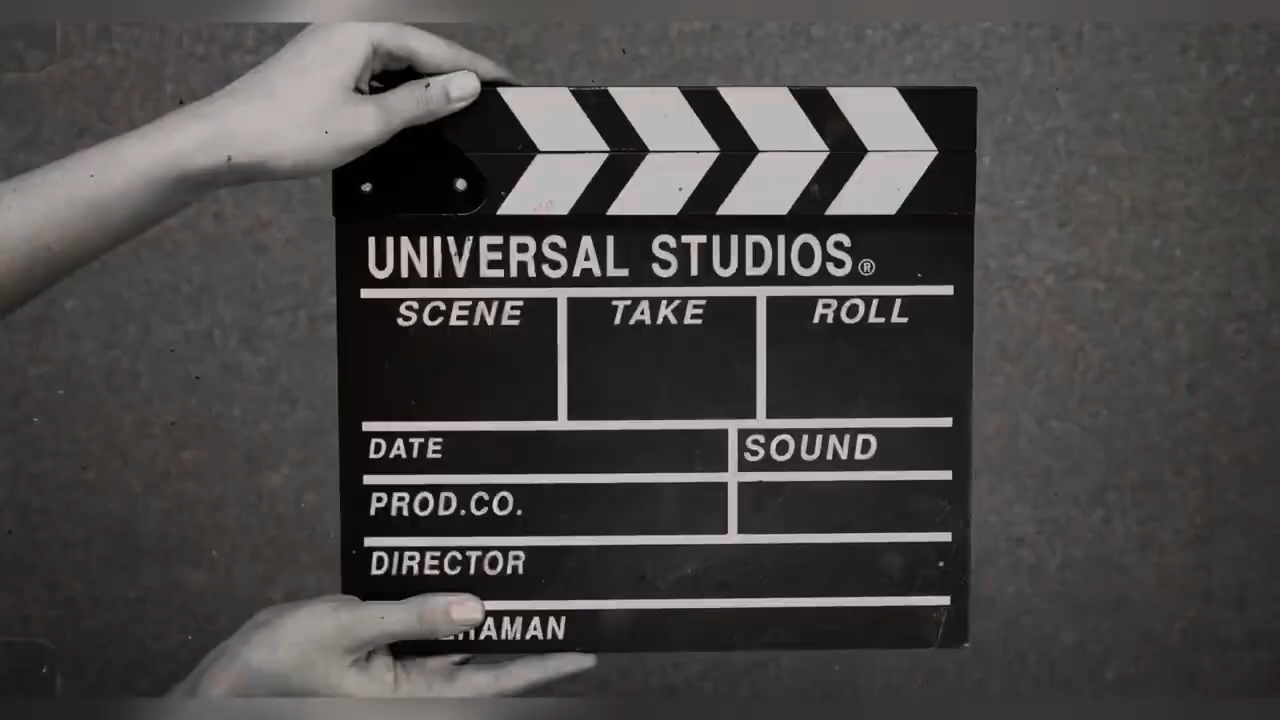 UNIVERSAL STUDIOS®
SCENE TAKE ROLL
DATE SOUND
PROD.CO.
DIRECTOR